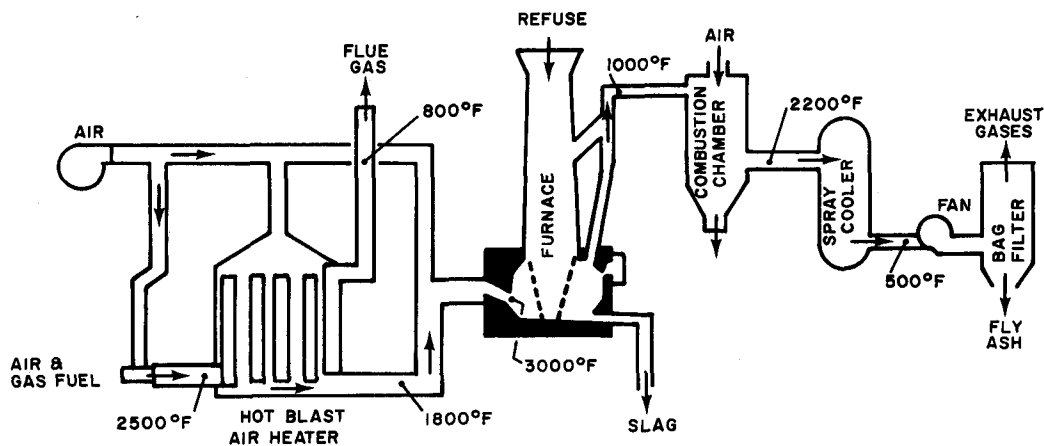 REFUSE
FLUE
GAS
AIR
1000°F
800°F
2200°F
AIR
EXHAUST
GASES
COMBUSTION
CHAMBER
FURNACE
SPRAY
COOLER
FAN
BAG
FILTER
500°F
FLY
ASH
3000°F
AIR &
GAS FUEL
2500°F
HOT BLAST
AIR HEATER
1800°F
SLAG